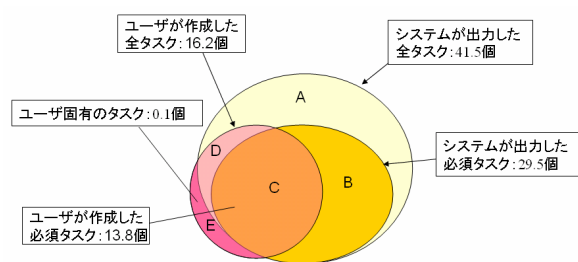 ユーザが作成した
全タスク:16.2個
システムが出力した
全タスク:41.5個
A
ユーザ固有のタスク:0.1個
D
システムが出力した
必須タスク:29.5個
C
B
ユーザが作成した
必須タスク:13.8個
E